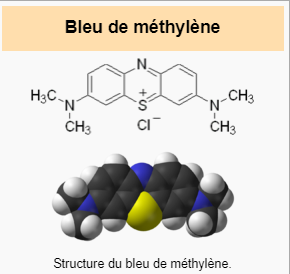 Bleu de méthylène
N
H₃C N S + N CH₃
CH₃ Cl⁻ CH₃
Structure du bleu de méthylène.